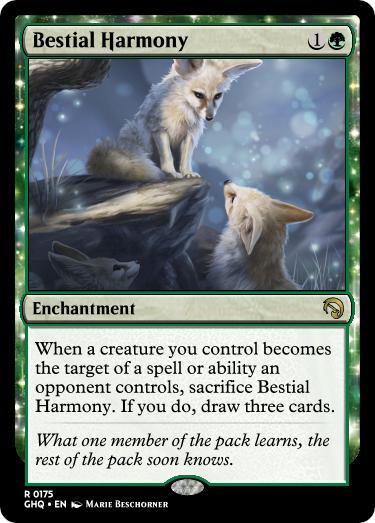 Bestial Harmony 1
Enchantment
When a creature you control becomes
the target of a spell or ability an
opponent controls, sacrifice Bestial
Harmony. If you do, draw three cards.
What one member of the pack learns, the
rest of the pack soon knows.
R 0175
GHQ • EN Marie Beschorner